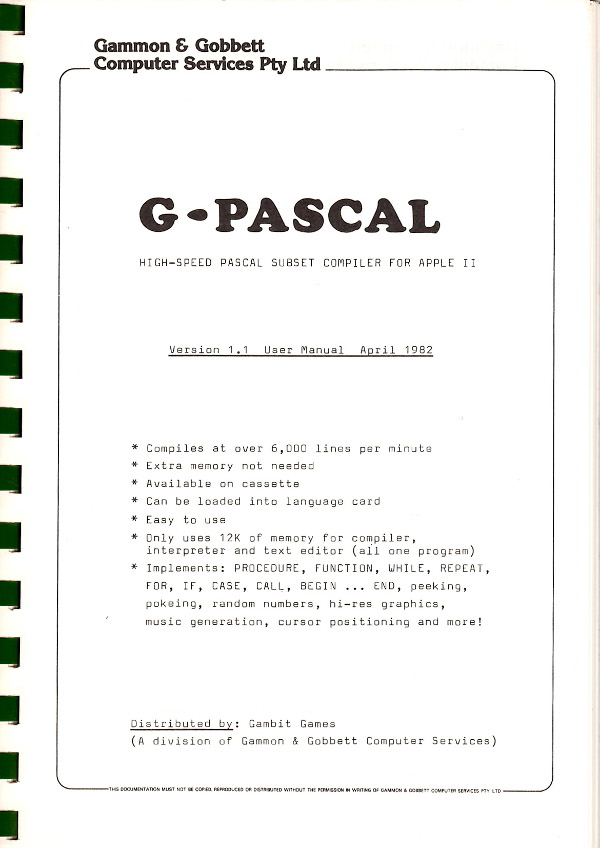 Gammon & Gobbett
Computer Services Pty Ltd
G-PASCAL
HIGH-SPEED PASCAL SUBSET COMPILER FOR APPLE II
Version 1.1 User Manual April 1982
* Compiles at over 6,000 lines per minute
* Extra memory not needed
* Available on cassette
* Can be loaded into language card
* Easy to use
* Only uses 12K of memory for compiler,
interpreter and text editor (all one program)
* Implements: PROCEDURE, FUNCTION, WHILE, REPEAT,
FOR, IF, CASE, CALL, BEGIN ... END, peeking,
pokeing, random numbers, hi-res graphics,
music generation, cursor positioning and more!
Distributed by: Gambit Games
(A division of Gammon & Gobbett Computer Services)
THIS DOCUMENTATION MUST NOT BE COPIED, REPRODUCED OR DISTRIBUTED WITHOUT THE PERMISSION IN WRITING OF GAMMON & GOBBETT COMPUTER SERVICES PTY LTD